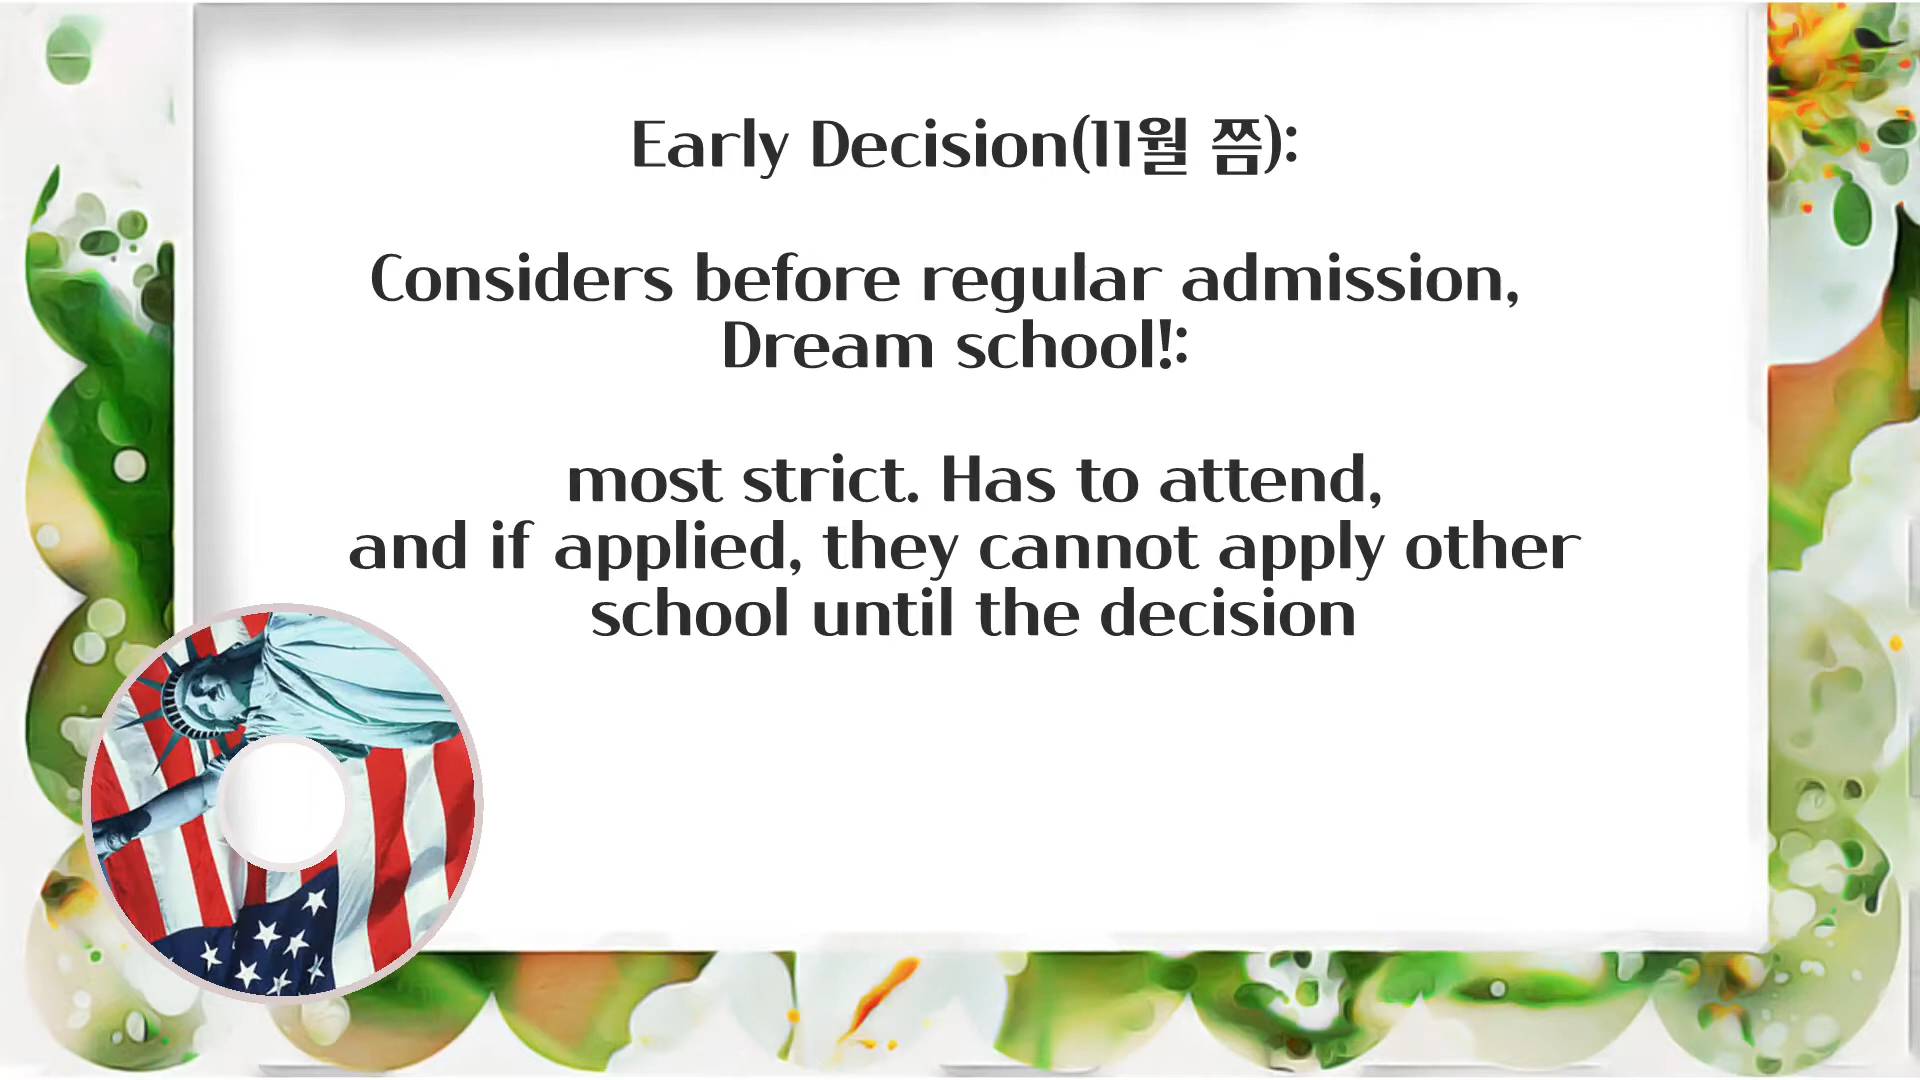 Early Decision(11월 쯤):
Considers before regular admission,
Dream school!:
most strict. Has to attend,
and if applied, they cannot apply other
school until the decision